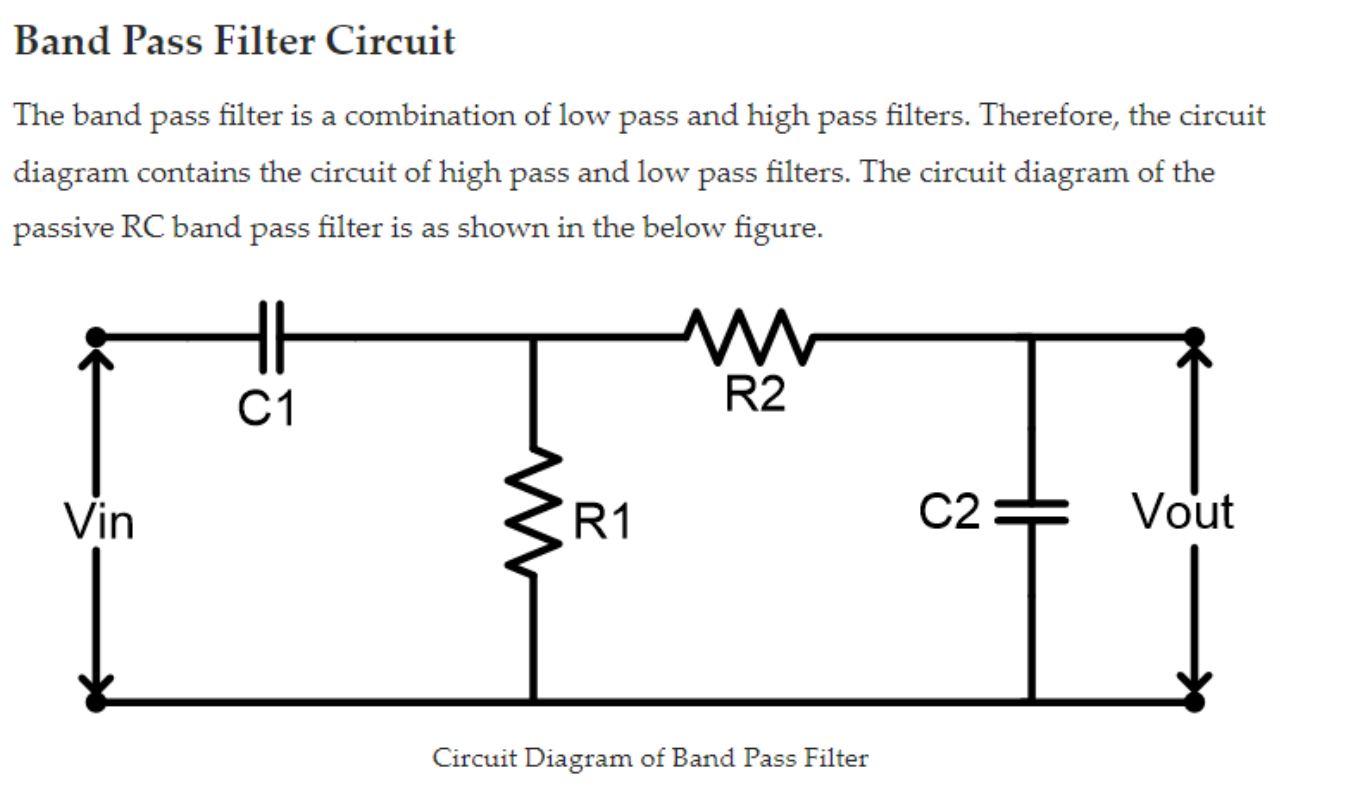 Band Pass Filter Circuit
The band pass filter is a combination of low pass and high pass filters. Therefore, the circuit
diagram contains the circuit of high pass and low pass filters. The circuit diagram of the
passive RC band pass filter is as shown in the below figure.
C1
R2
Vin
R1
C2
Vout
Circuit Diagram of Band Pass Filter